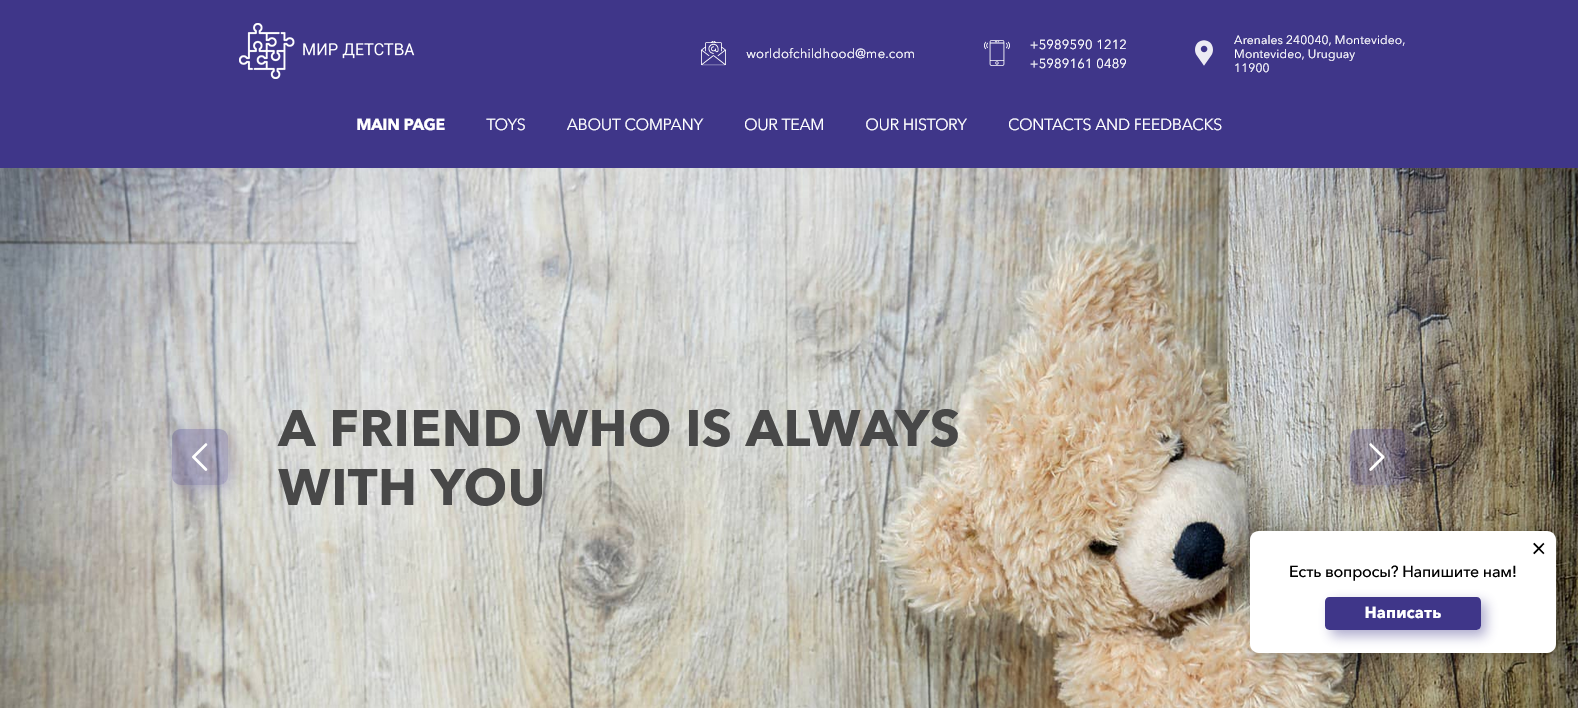 МИР ДЕТСТВА
worldofchildhood@me.com
+5989590 1212
+5989161 0489
Arenales 240040, Montevideo,
Montevideo, Uruguay
11900
MAIN PAGE
TOYS
ABOUT COMPANY
OUR TEAM
OUR HISTORY
CONTACTS AND FEEDBACKS
A FRIEND WHO IS ALWAYS
WITH YOU
Есть вопросы? Напишите нам!
Написать